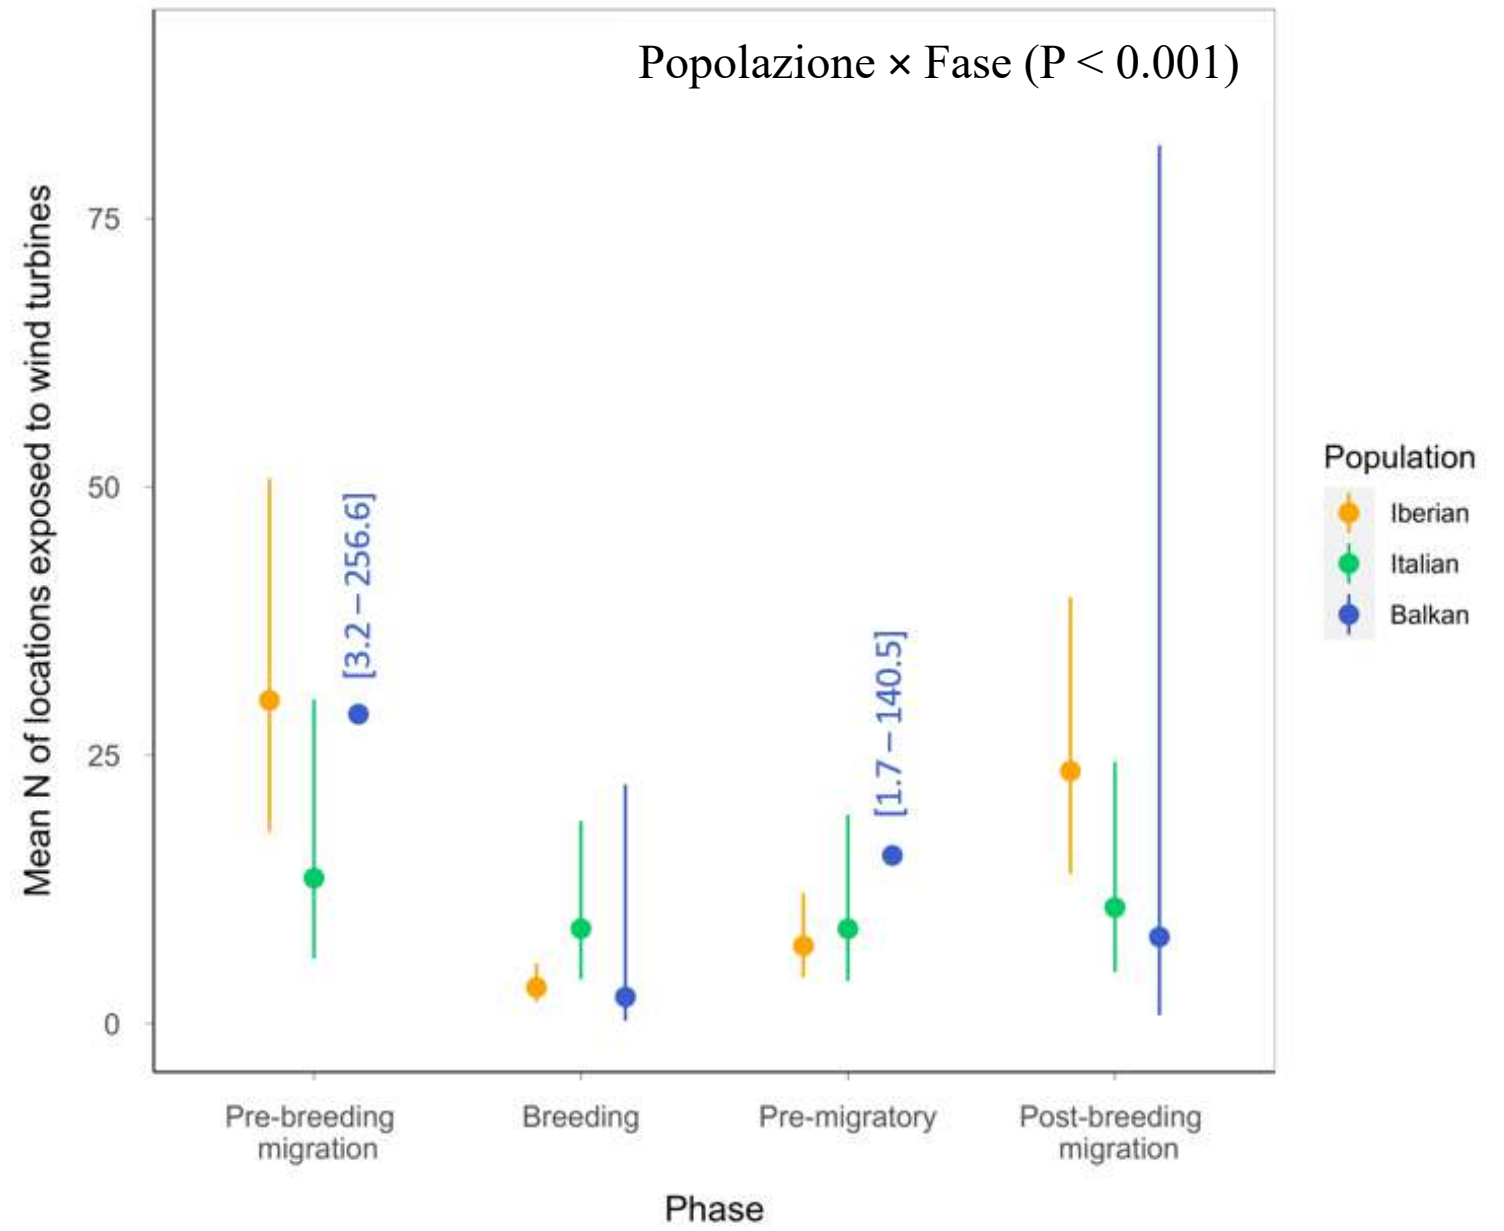 Popolazione × Fase (P < 0.001)
Mean N of locations exposed to wind turbines
75
50
25
0
[3.2 – 256.6]
[1.7 – 140.5]
Pre-breeding
migration
Breeding
Pre-migratory
Post-breeding
migration
Phase
Population
Iberian
Italian
Balkan